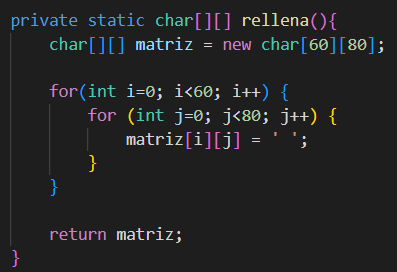 private static char[][] rellena(){
char[][] matriz = new char[60][80];
for(int i=0; i<60; i++) {
for (int j=0; j<80; j++) {
matriz[i][j] = ' ';
}
}
return matriz;
}